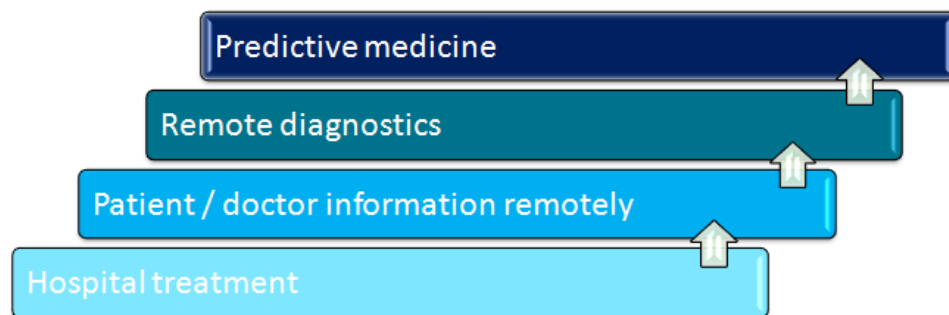 Predictive medicine
Remote diagnostics
Patient / doctor information remotely
Hospital treatment